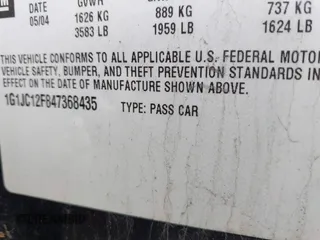 DATE GVWR
05/04 1626 KG 889 KG 737 KG
3583 LB 1959 LB 1624 LB
THIS VEHICLE CONFORMS TO ALL APPLICABLE U.S. FEDERAL MOTOR
VEHICLE SAFETY, BUMPER, AND THEFT PREVENTION STANDARDS IN
EFFECT ON THE DATE OF MANUFACTURE SHOWN ABOVE.
1G1JC12F847368435 TYPE: PASS CAR